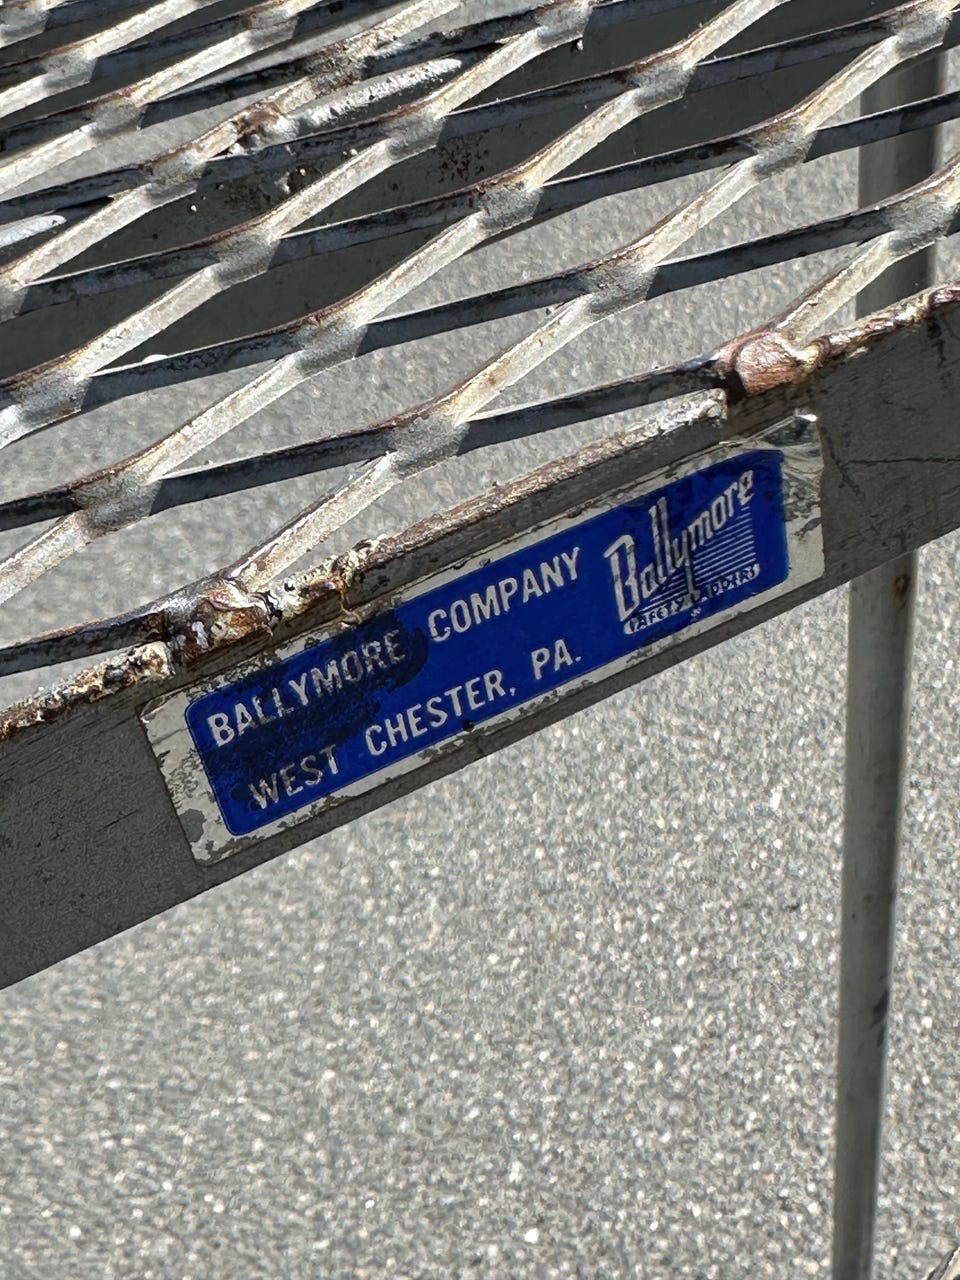 BALLYMORE COMPANY
WEST CHESTER, PA.
Ballymore
SAFETY LADDERS